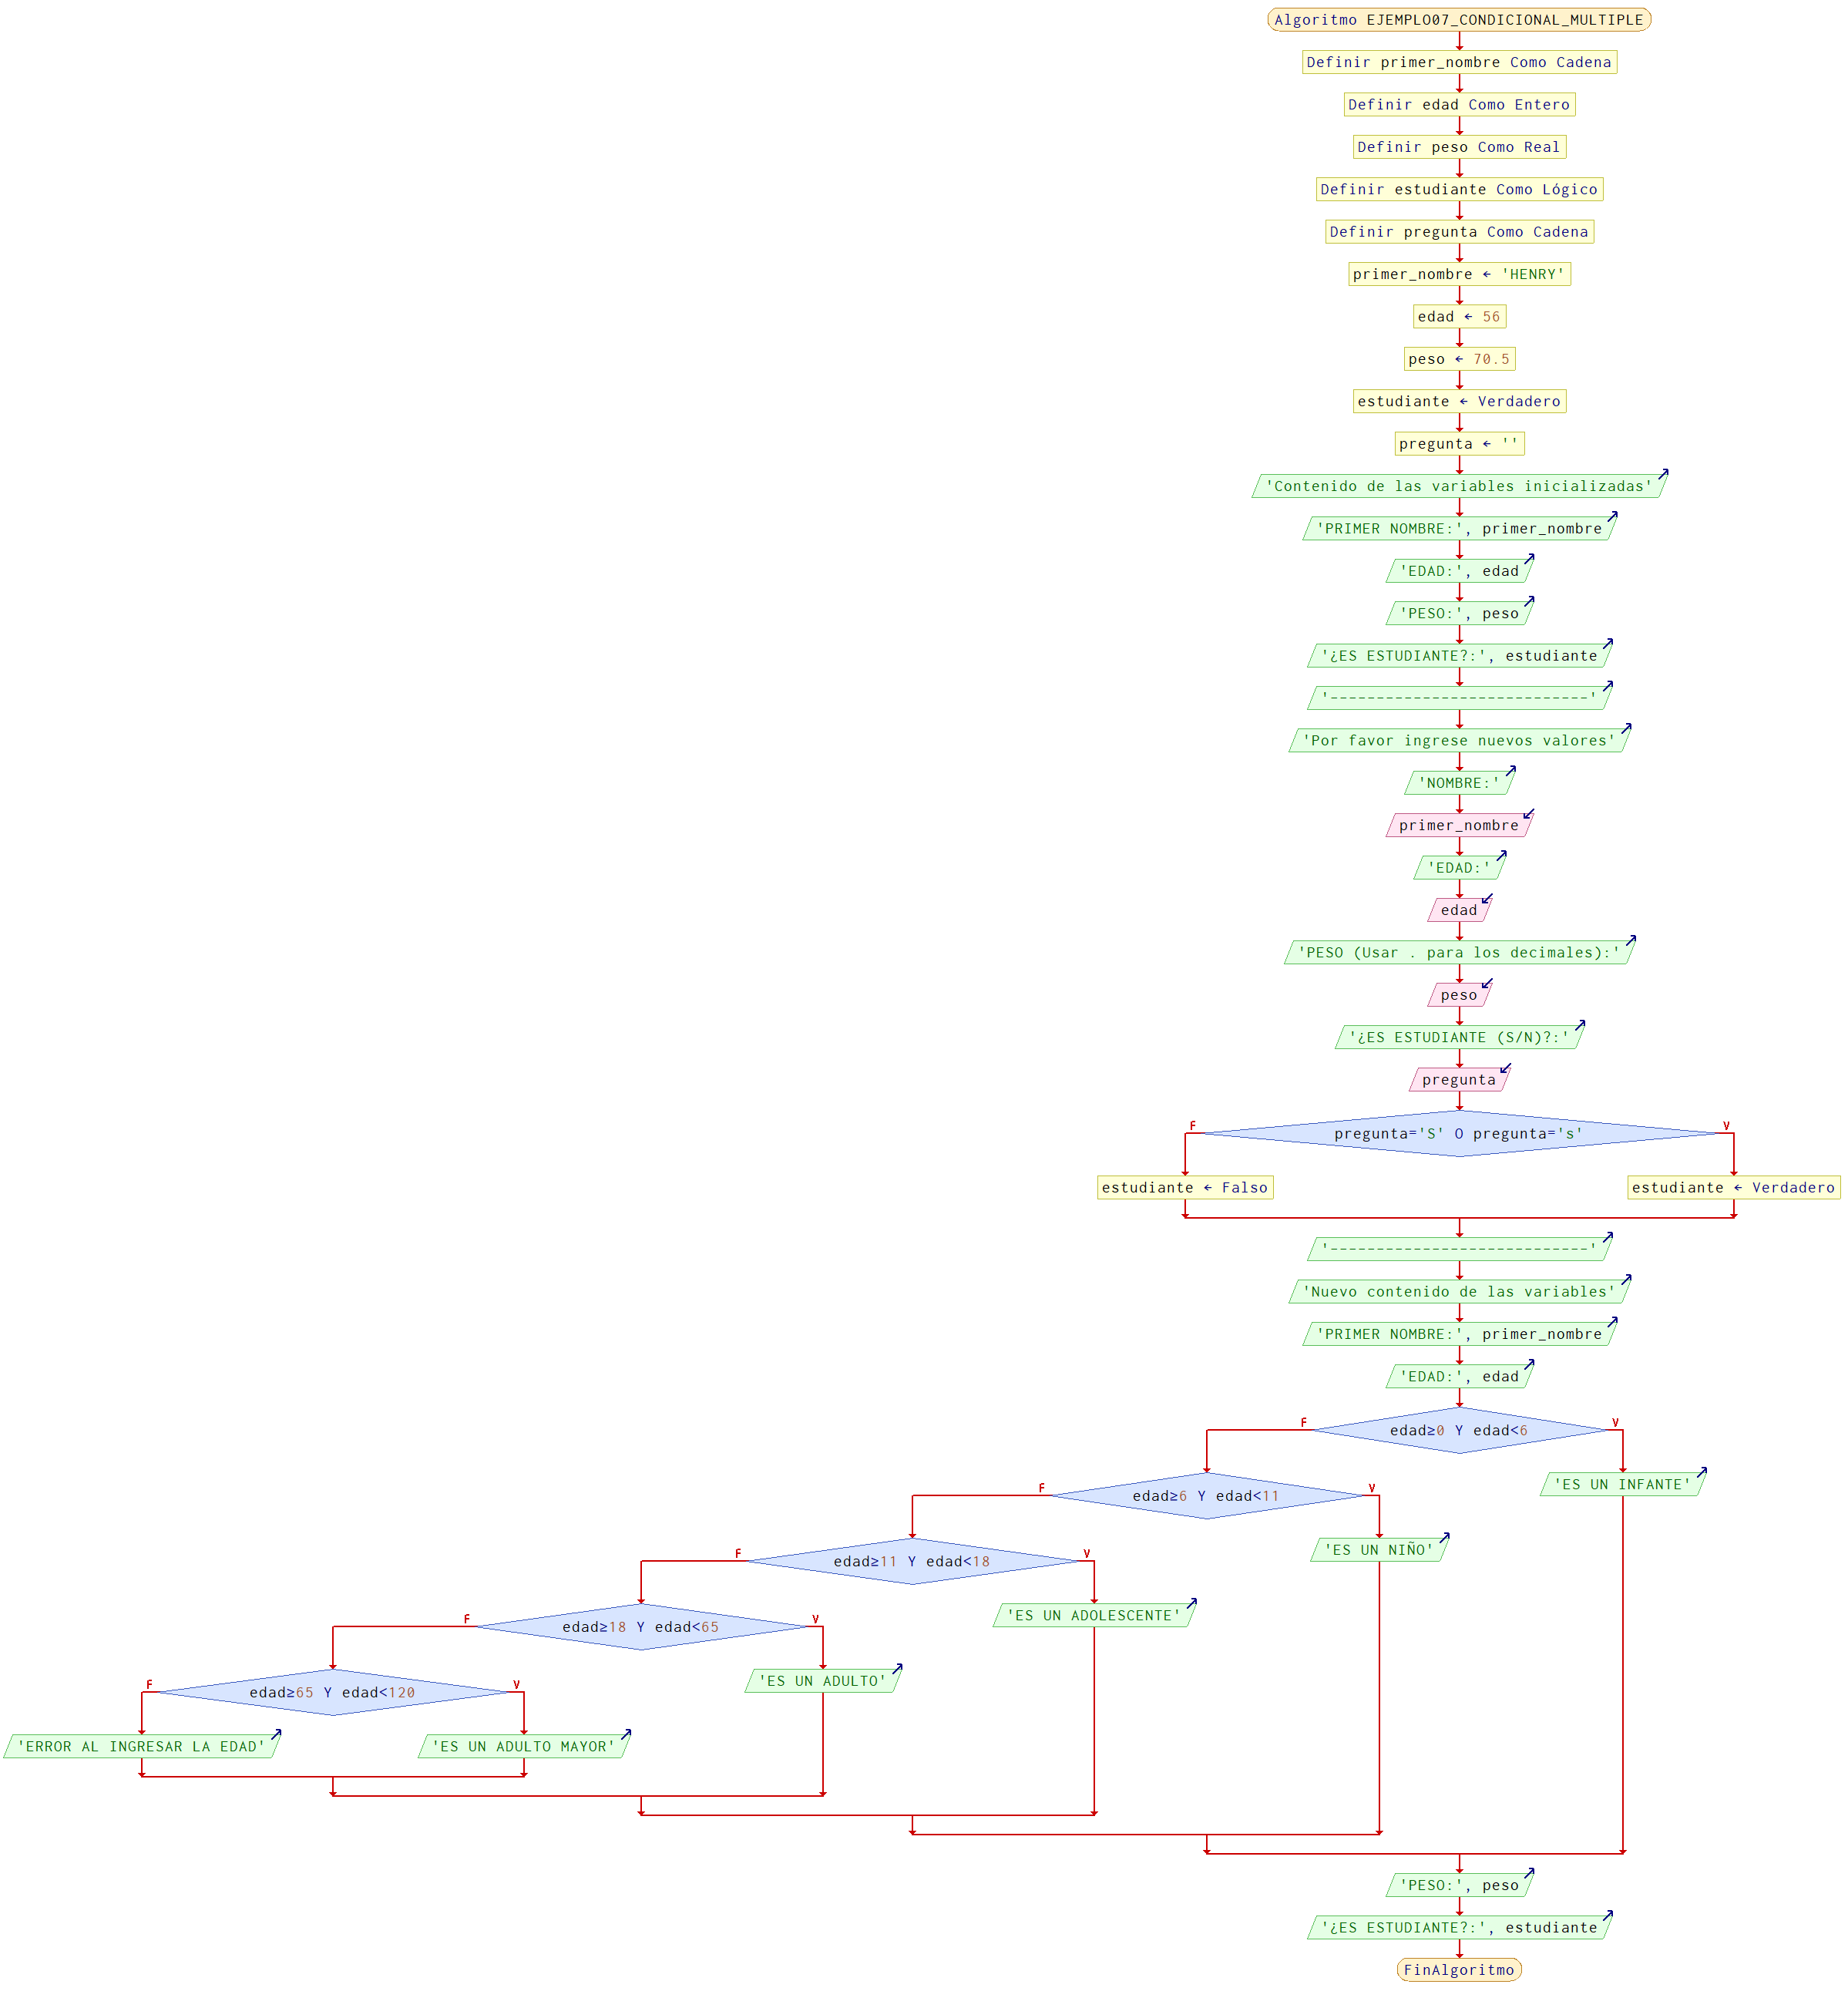 Algoritmo EJEMPLO07_CONDICIONAL_MULTIPLE
Definir primer_nombre Como Cadena
Definir edad Como Entero
Definir peso Como Real
Definir estudiante Como Lógico
Definir pregunta Como Cadena
primer_nombre ← 'HENRY'
edad ← 56
peso ← 70.5
estudiante ← Verdadero
pregunta ← ''
'Contenido de las variables inicializadas'
'PRIMER NOMBRE:', primer_nombre
'EDAD:', edad
'PESO:', peso
'¿ES ESTUDIANTE?:', estudiante
'----------------------------'
'Por favor ingrese nuevos valores'
'NOMBRE:'
primer_nombre
'EDAD:'
edad
'PESO (Usar . para los decimales):'
peso
'¿ES ESTUDIANTE (S/N)?:'
pregunta
F
V
pregunta='S' O pregunta='s'
estudiante ← Falso
estudiante ← Verdadero
'----------------------------'
'Nuevo contenido de las variables'
'PRIMER NOMBRE:', primer_nombre
'EDAD:', edad
F
V
edad≥0 Y edad<6
'ES UN INFANTE'
F
V
edad≥6 Y edad<11
'ES UN NIÑO'
F
V
edad≥11 Y edad<18
'ES UN ADOLESCENTE'
F
V
edad≥18 Y edad<65
'ES UN ADULTO'
F
V
edad≥65 Y edad<120
'ERROR AL INGRESAR LA EDAD'
'ES UN ADULTO MAYOR'
'PESO:', peso
'¿ES ESTUDIANTE?:', estudiante
FinAlgoritmo